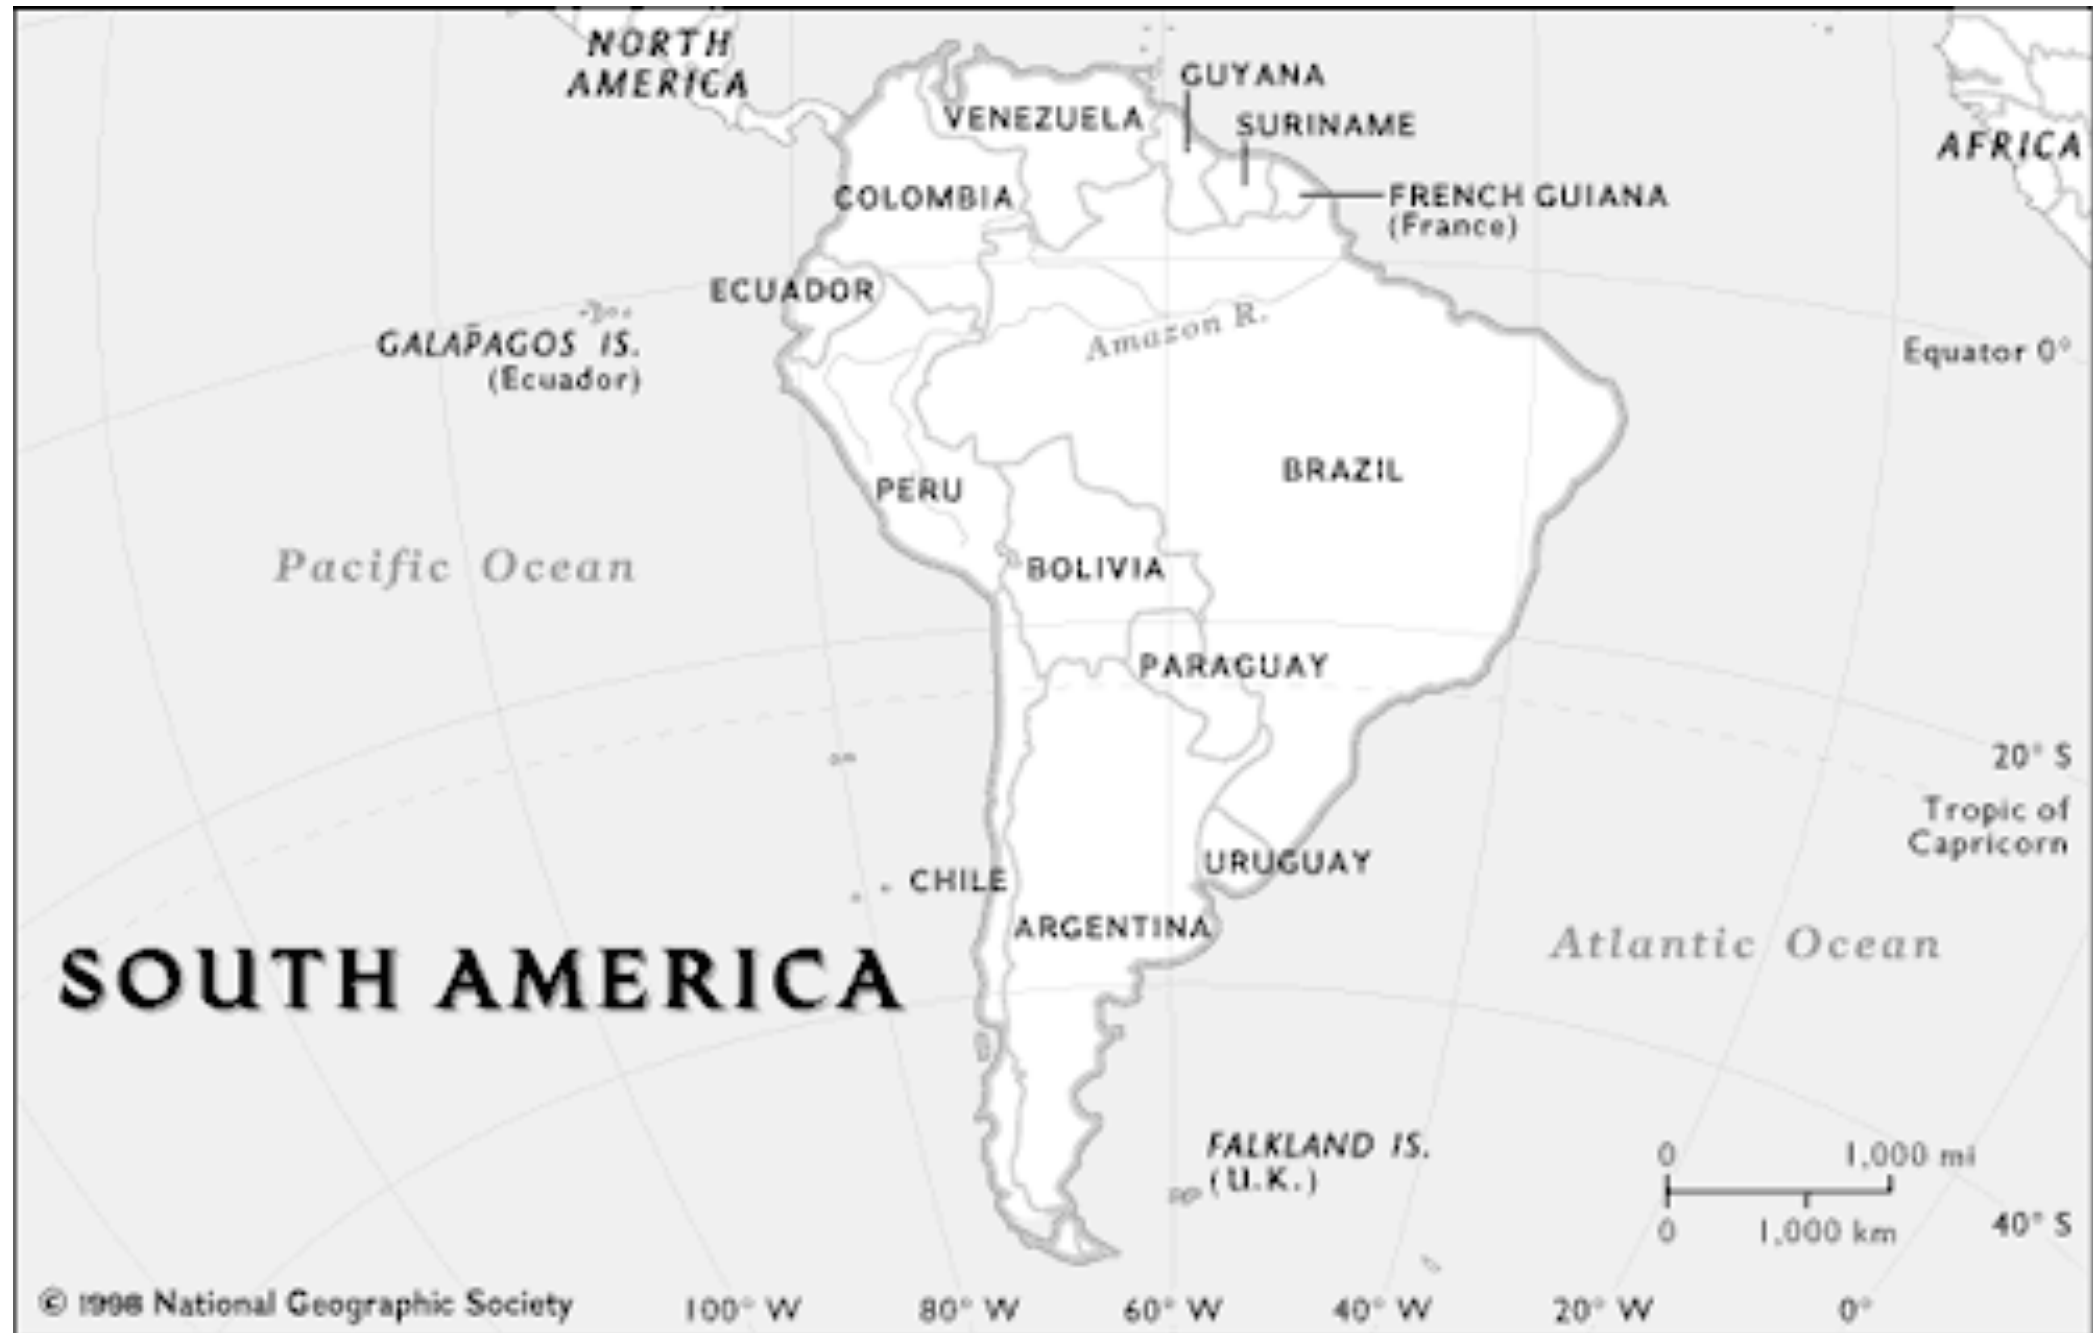 NORTH
AMERICA
GUYANA
VENEZUELA
SURINAME
AFRICA
COLOMBIA
FRENCH GUIANA
(France)
ECUADOR
GALAPAGOS IS.
(Ecuador)
Amazon R.
Equator 0°
BRAZIL
PERU
Pacific Ocean
BOLIVIA
PARAGUAY
20° S
Tropic of
Capricorn
URUGUAY
CHILE
ARGENTINA
Atlantic Ocean
SOUTH AMERICA
FALKLAND IS.
(U.K.)
0 1,000 mi
0 1,000 km
40° S
© 1998 National Geographic Society
100° W 80° W 60° W 40° W 20° W 0°